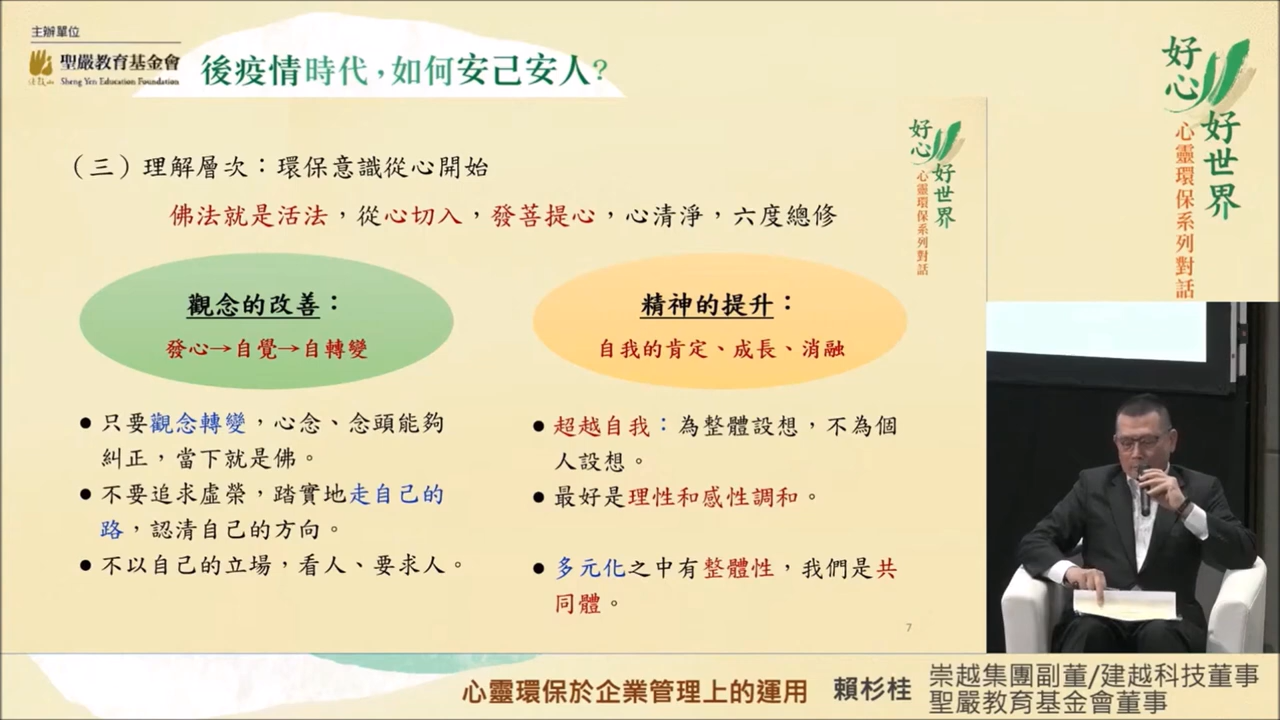 主辦單位
聖嚴教育基金會
Sheng Yen Education Foundation
後疫情時代，如何安己安人？
好心
好世界
心靈環保系列對話
好心
好世界
心靈環保系列對話
（三）理解層次：環保意識從心開始
佛法就是活法，從心切入，發菩提心，心清淨，六度總修
觀念的改善：
發心→自覺→自轉變
● 只要觀念轉變，心念、念頭能夠
糾正，當下就是佛。
● 不要追求虛榮，踏實地走自己的
路，認清自己的方向。
● 不以自己的立場，看人、要求人。
精神的提升：
自我的肯定、成長、消融
● 超越自我：為整體設想，不為個
人設想。
● 最好是理性和感性調和。
● 多元化之中有整體性，我們是共
同體。
7
心靈環保於企業管理上的運用
賴杉桂
崇越集團副董/建越科技董事
聖嚴教育基金會董事